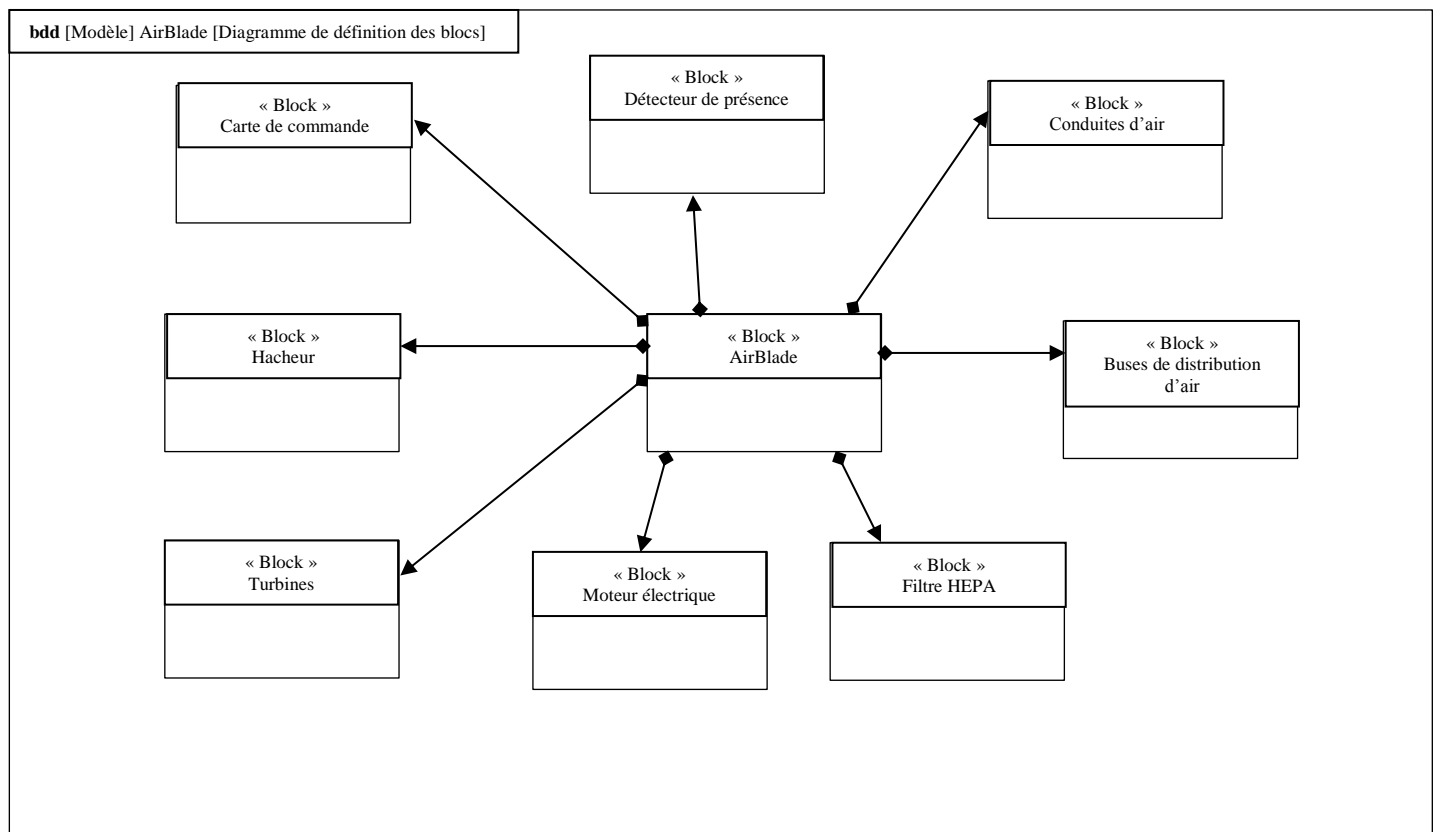 bdd [Modèle] AirBlade [Diagramme de définition des blocs]
« Block »
Détecteur de présence
« Block »
Carte de commande
« Block »
Conduites d’air
« Block »
Hacheur
« Block »
AirBlade
« Block »
Buses de distribution
d’air
« Block »
Turbines
« Block »
Moteur électrique
« Block »
Filtre HEPA